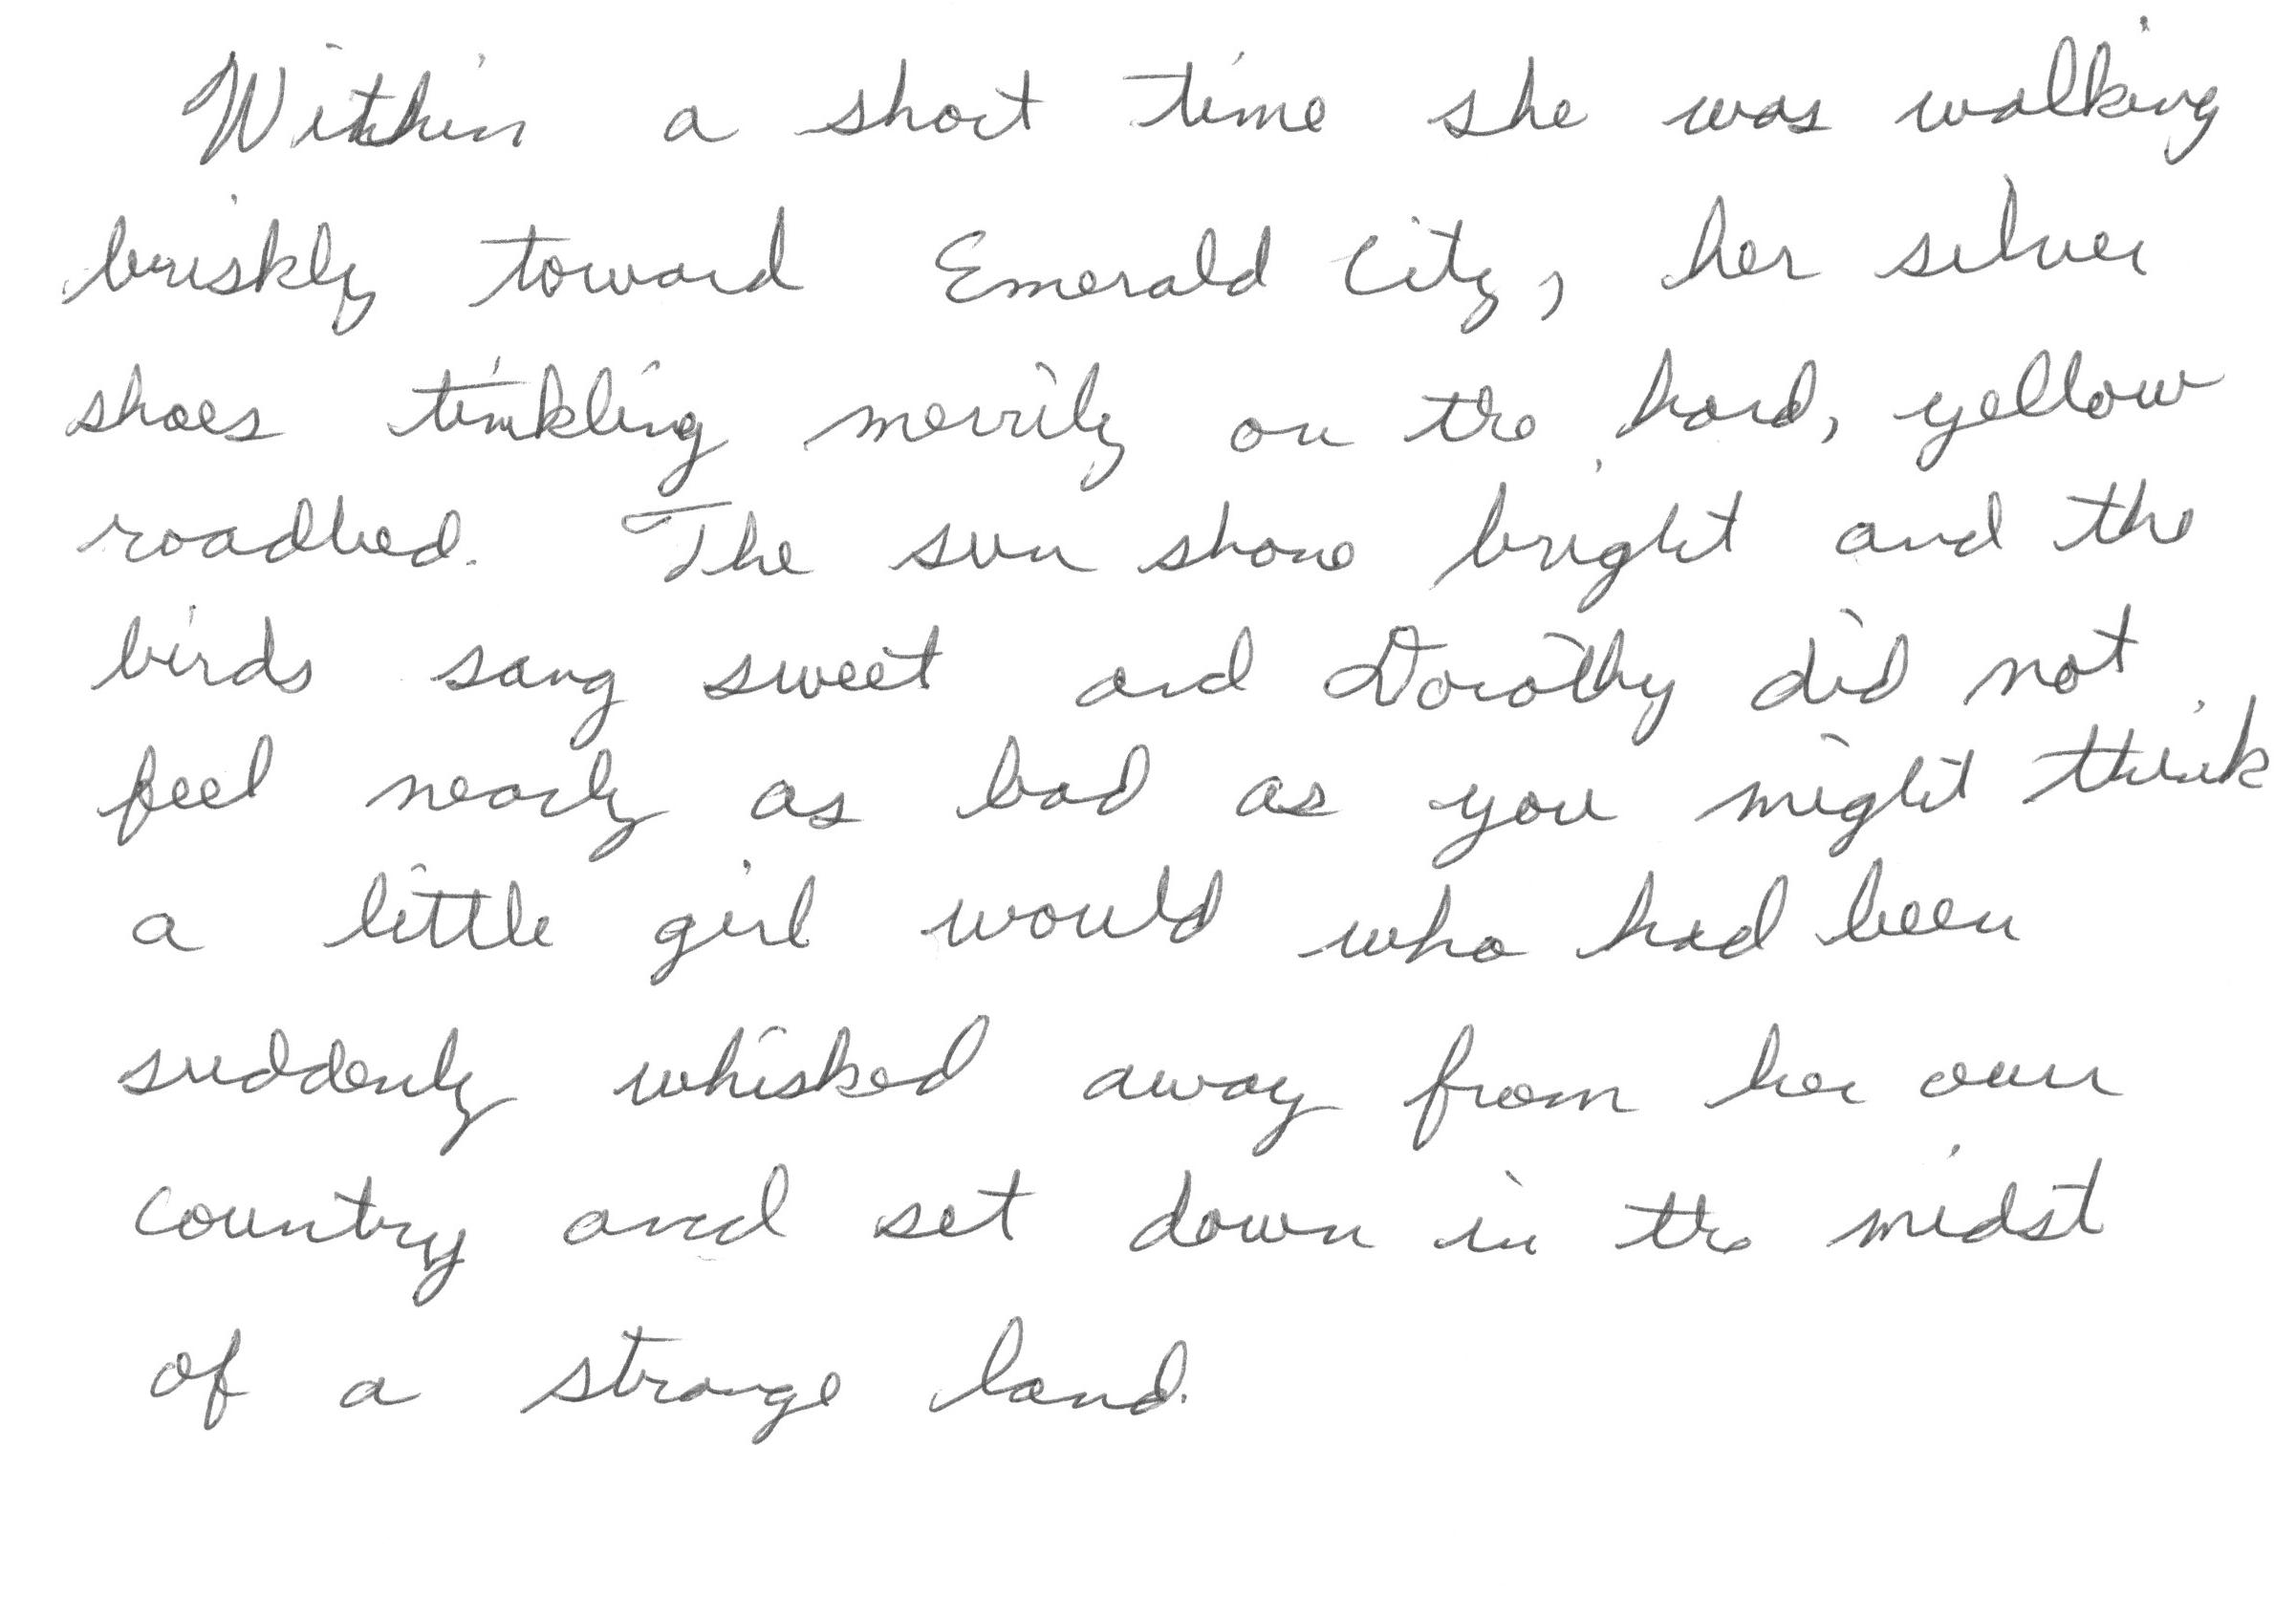 Within a short time she was walking
briskly toward Emerald City, her silver
shoes tinkling merrily on the hard, yellow
roadbed. The sun shone bright and the
birds sang sweet and Dorothy did not
feel nearly as bad as you might think
a little girl would who had been
suddenly whisked away from her own
country and set down in the midst
of a strange land.